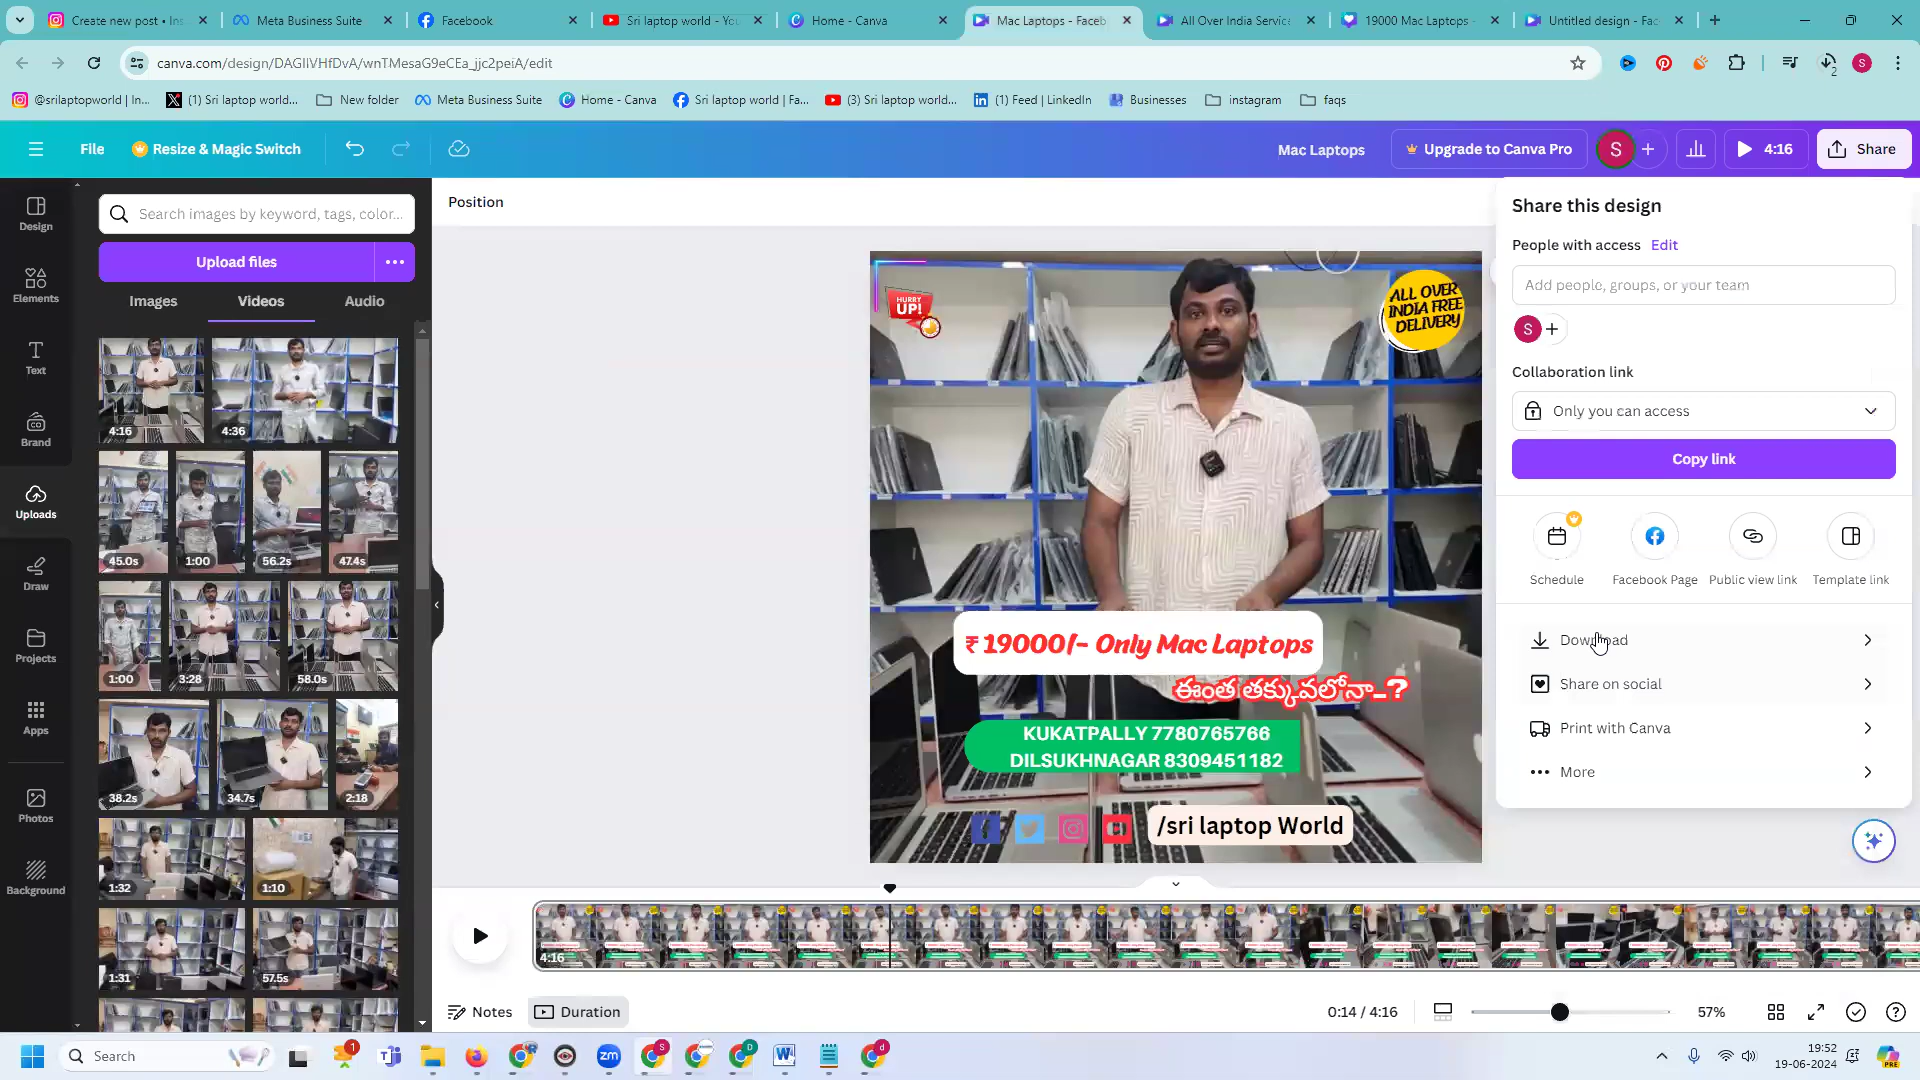 Create new post • Ins
Meta Business Suite
Facebook
Sri laptop world - You
Home - Canva
Mac Laptops - Faceb
All Over India Service
19000 Mac Laptops -
Untitled design - Fac
canva.com/design/DAGIlVHfDvA/wnTMesaG9eCEa_jjc2peiA/edit
2
S
@srilaptopworld | In...
(1) Sri laptop world...
New folder
Meta Business Suite
Home - Canva
Sri laptop world | Fa...
(3) Sri laptop world...
(1) Feed | LinkedIn
Businesses
instagram
faqs
File
Resize & Magic Switch
Mac Laptops
Upgrade to Canva Pro
S
4:16
Share
Design
Elements
Text
Brand
Uploads
Draw
Projects
Apps
Photos
Background
Search images by keyword, tags, color...
Upload files
Images
Videos
Audio
4:16
4:36
45.0s
1:00
56.2s
47.4s
1:00
3:28
58.0s
38.2s
34.7s
2:18
1:32
1:10
1:31
57.5s
Position
HURRY
UP!
ALL OVER
INDIA FREE
DELIVERY
₹ 19000/- Only Mac Laptops
ఈంత తక్కువలోనా..?
KUKATPALLY 7780765766
DILSUKHNAGAR 8309451182
/sri laptop World
Share this design
People with access
Edit
Add people, groups, or your team
S
Collaboration link
Only you can access
Copy link
Schedule
Facebook Page
Public view link
Template link
Download
Share on social
Print with Canva
More
4:16
Notes
Duration
0:14 / 4:16
57%
Search
1
19:52
19-06-2024